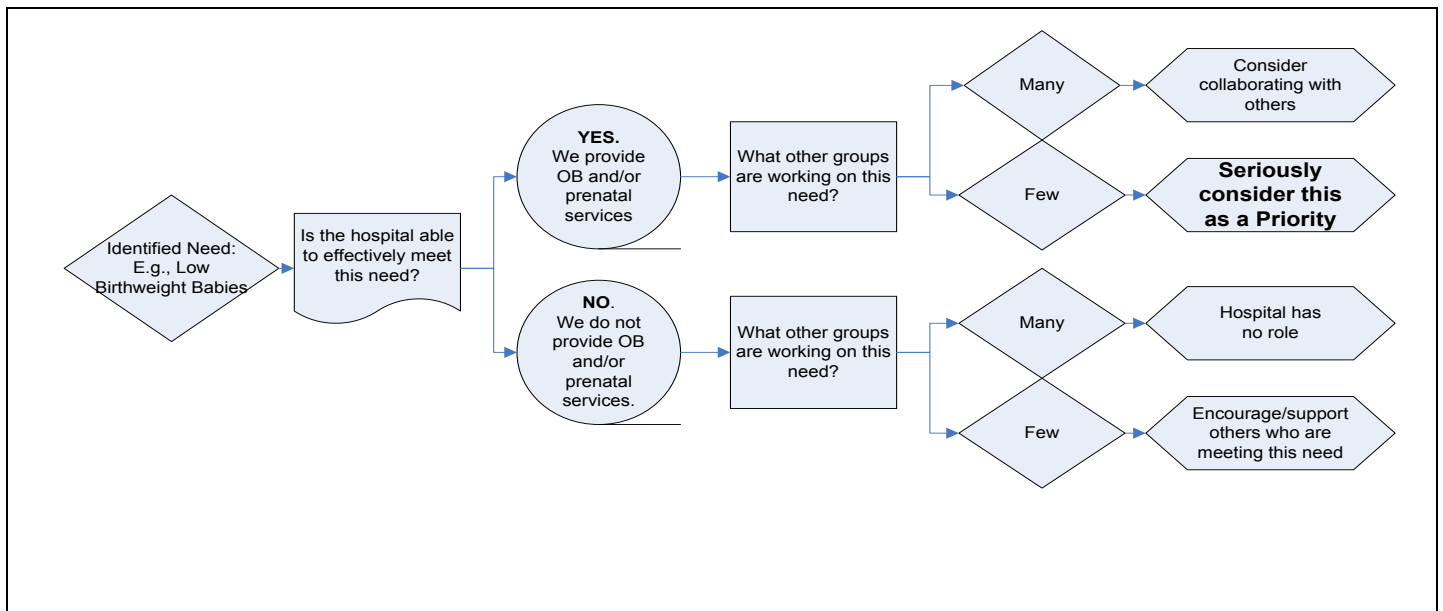 Identified Need:
E.g., Low
Birthweight Babies
Is the hospital able
to effectively meet
this need?
YES.
We provide
OB and/or
prenatal
services
What other groups
are working on this
need?
Many
Consider
collaborating with
others
Few
Seriously
consider this
as a Priority
NO.
We do not
provide OB
and/or
prenatal
services.
What other groups
are working on this
need?
Many
Hospital has
no role
Few
Encourage/support
others who are
meeting this need